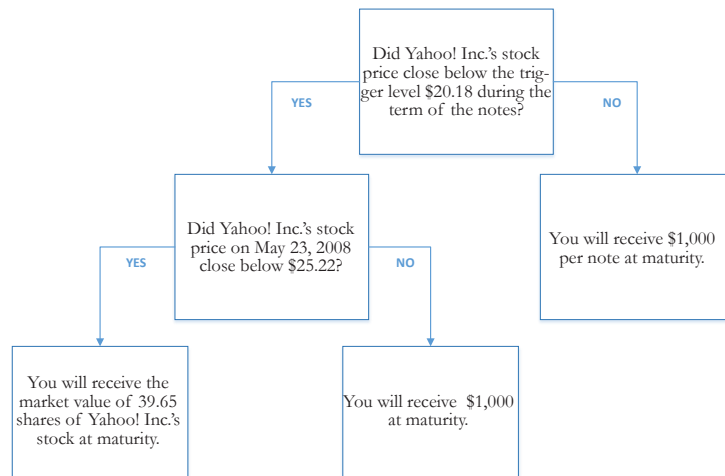 Did Yahoo! Inc.'s stock
price close below the trig-
ger level $20.18 during the
term of the notes?
YES
NO
Did Yahoo! Inc.'s stock
price on May 23, 2008
close below $25.22?
You will receive $1,000
per note at maturity.
YES
NO
You will receive the
market value of 39.65
shares of Yahoo! Inc.'s
stock at maturity.
You will receive $1,000
at maturity.